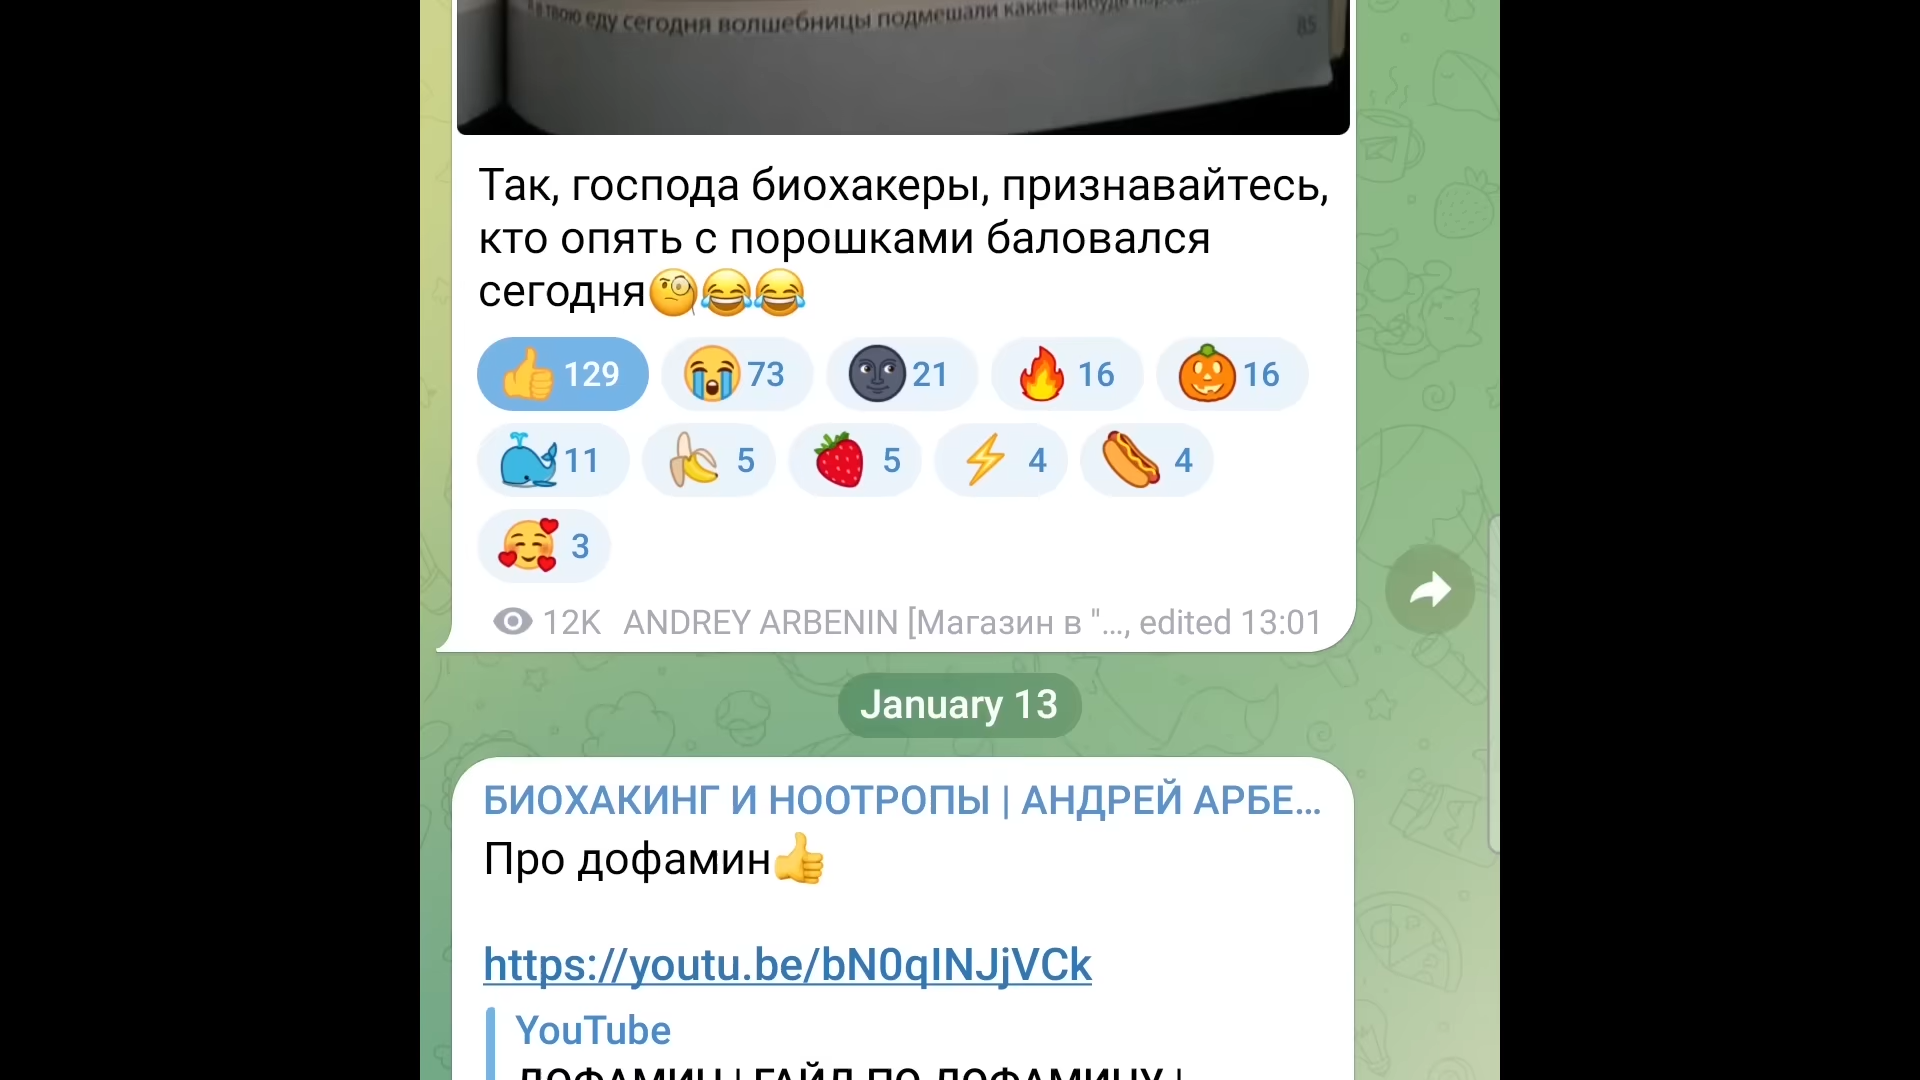 твою еду сегодня волшебницы подмешали какие-нибудь
85
Так, господа биохакеры, признавайтесь,
кто опять с порошками баловался
сегодня🧐😂😂
👍 129 😭 73 🌚 21 🔥 16 🎃 16
🐳 11 🍌 5 🍓 5 ⚡ 4 🌭 4
🥰 3
12K ANDREY ARBENIN [Магазин в "..., edited 13:01
January 13
БИОХАКИНГ И НООТРОПЫ | АНДРЕЙ АРБЕ...
Про дофамин👍
https://youtu.be/bN0qINJjVCk
YouTube
ДОФАМИН | ГАЙД ПО ДОФАМИНУ |